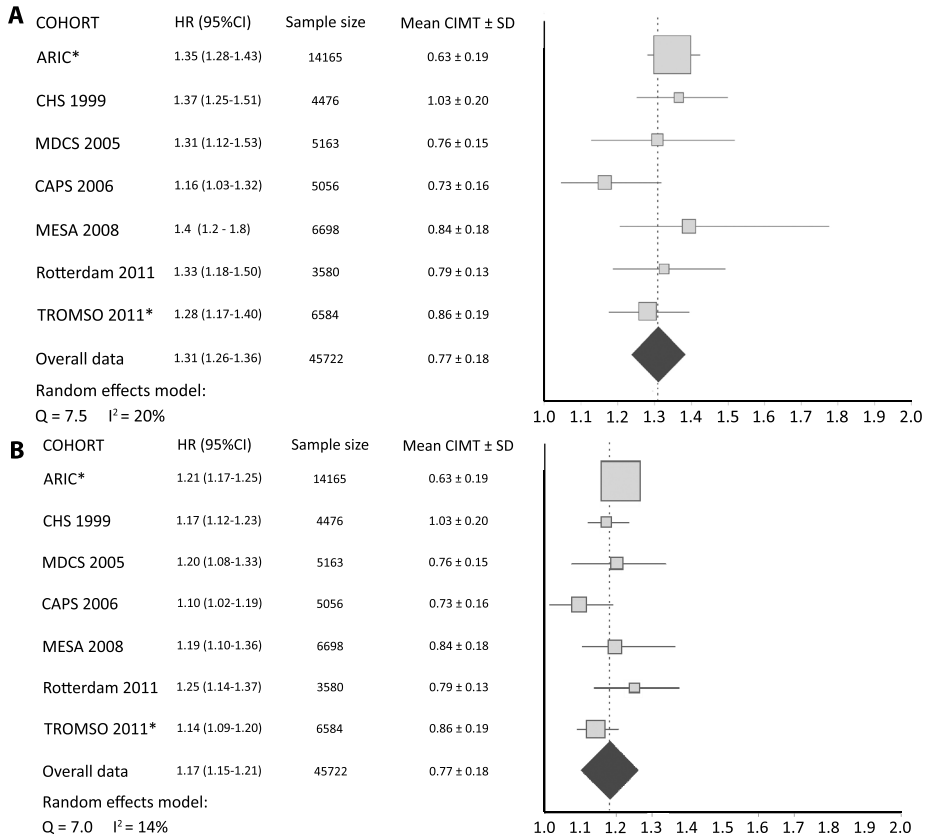 A COHORT HR (95%CI) Sample size Mean CIMT ± SD
ARIC* 1.35 (1.28-1.43) 14165 0.63 ± 0.19
CHS 1999 1.37 (1.25-1.51) 4476 1.03 ± 0.20
MDCS 2005 1.31 (1.12-1.53) 5163 0.76 ± 0.15
CAPS 2006 1.16 (1.03-1.32) 5056 0.73 ± 0.16
MESA 2008 1.4 (1.2 - 1.8) 6698 0.84 ± 0.18
Rotterdam 2011 1.33 (1.18-1.50) 3580 0.79 ± 0.13
TROMSO 2011* 1.28 (1.17-1.40) 6584 0.86 ± 0.19
Overall data 1.31 (1.26-1.36) 45722 0.77 ± 0.18
Random effects model:
Q = 7.5 I² = 20%
1.0 1.1 1.2 1.3 1.4 1.5 1.6 1.7 1.8 1.9 2.0
B COHORT HR (95%CI) Sample size Mean CIMT ± SD
ARIC* 1.21 (1.17-1.25) 14165 0.63 ± 0.19
CHS 1999 1.17 (1.12-1.23) 4476 1.03 ± 0.20
MDCS 2005 1.20 (1.08-1.33) 5163 0.76 ± 0.15
CAPS 2006 1.10 (1.02-1.19) 5056 0.73 ± 0.16
MESA 2008 1.19 (1.10-1.36) 6698 0.84 ± 0.18
Rotterdam 2011 1.25 (1.14-1.37) 3580 0.79 ± 0.13
TROMSO 2011* 1.14 (1.09-1.20) 6584 0.86 ± 0.19
Overall data 1.17 (1.15-1.21) 45722 0.77 ± 0.18
Random effects model:
Q = 7.0 I² = 14%
1.0 1.1 1.2 1.3 1.4 1.5 1.6 1.7 1.8 1.9 2.0